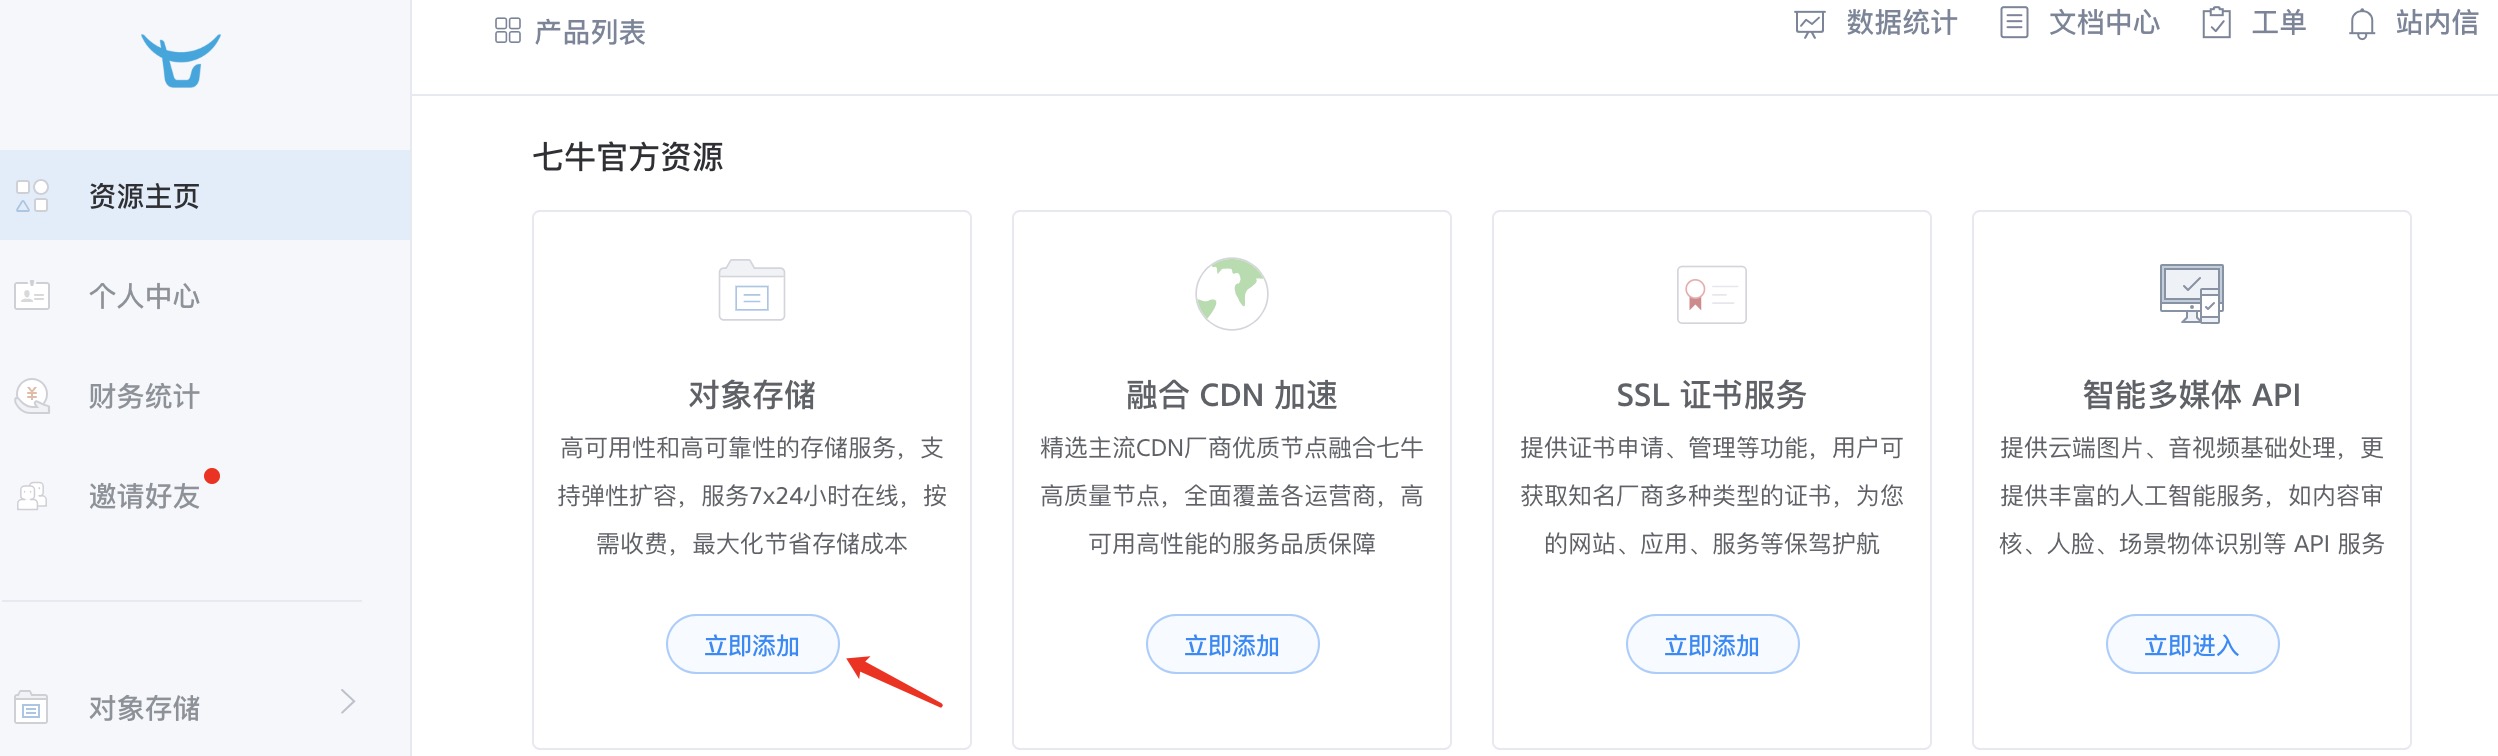 产品列表
数据统计
文档中心
工单
站内信
资源主页
个人中心
财务统计
邀请好友
对象存储
七牛官方资源
对象存储
高可用性和高可靠性的存储服务，支
持弹性扩容，服务7x24小时在线，按
需收费，最大化节省存储成本
立即添加
融合 CDN 加速
精选主流CDN厂商优质节点融合七牛
高质量节点，全面覆盖各运营商，高
可用高性能的服务品质保障
立即添加
SSL 证书服务
提供证书申请、管理等功能，用户可
获取知名厂商多种类型的证书，为您
的网站、应用、服务等保驾护航
立即添加
智能多媒体 API
提供云端图片、音视频基础处理，更
提供丰富的人工智能服务，如内容审
核、人脸、场景物体识别等 API 服务
立即进入